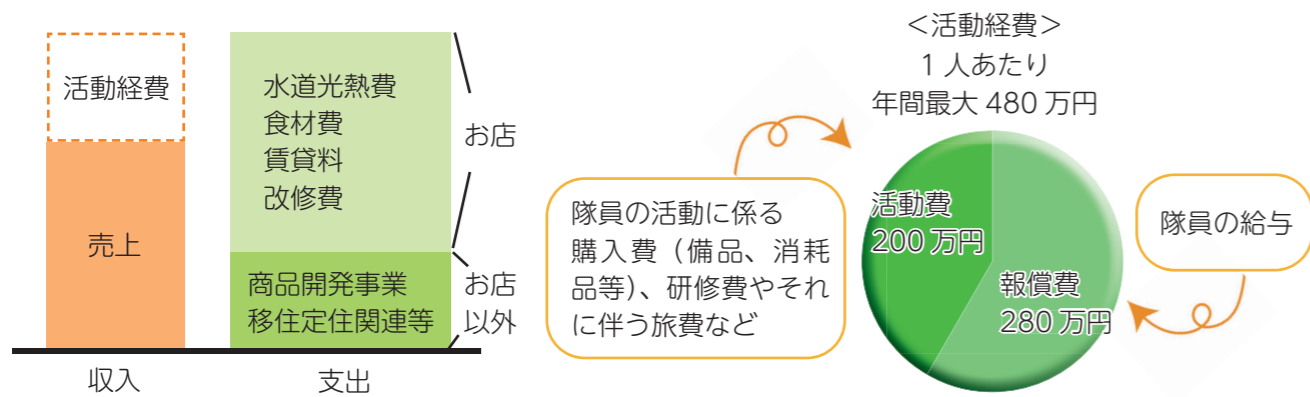 活動経費
売上
収入
水道光熱費
食材費
賃貸料
改修費
商品開発事業
移住定住関連等
支出
お店
お店
以外
隊員の活動に係る
購入費（備品、消耗
品等）、研修費やそれ
に伴う旅費など
＜活動経費＞
1 人あたり
年間最大 480 万円
活動費
200 万円
報償費
280 万円
隊員の給与